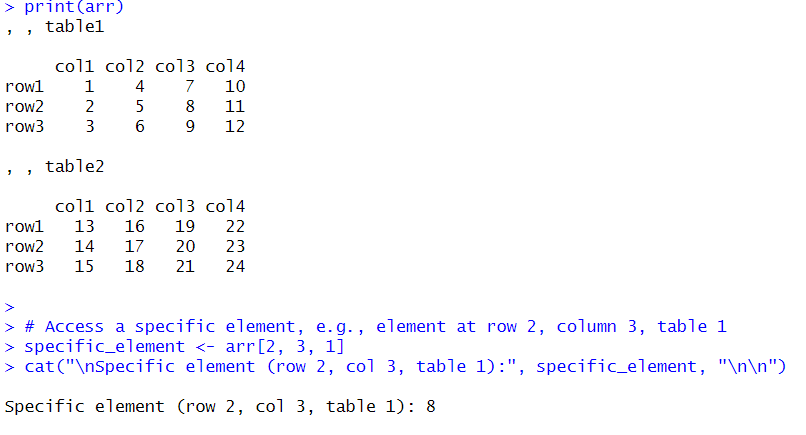 > print(arr)
, , table1
     col1 col2 col3 col4
row1    1    4    7   10
row2    2    5    8   11
row3    3    6    9   12
, , table2
     col1 col2 col3 col4
row1   13   16   19   22
row2   14   17   20   23
row3   15   18   21   24
>
> # Access a specific element, e.g., element at row 2, column 3, table 1
> specific_element <- arr[2, 3, 1]
> cat("\nSpecific element (row 2, col 3, table 1):", specific_element, "\n\n")
Specific element (row 2, col 3, table 1): 8